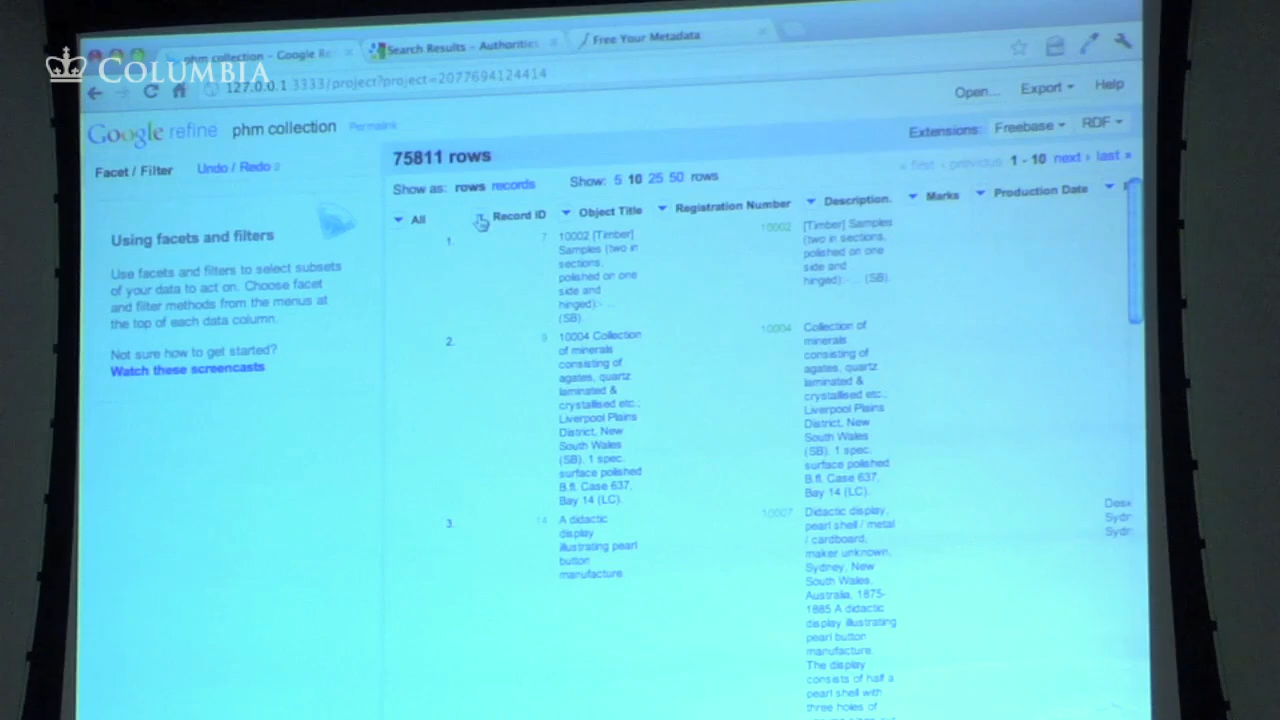 phm collection - Google Re
Search Results - Authorities
Free Your Metadata
COLUMBIA
127.0.0.1:3333/project?project=2077694124414
Open... Export Help
Google refine phm collection Permalink
Extensions: Freebase RDF
Facet / Filter Undo / Redo 2
75811 rows
« first ‹ previous 1 - 10 next › last »
Show as: rows records Show: 5 10 25 50 rows
All Record ID Object Title Registration Number Description. Marks Production Date
Using facets and filters
Use facets and filters to select subsets
of your data to act on. Choose facet
and filter methods from the menus at
the top of each data column.
Not sure how to get started?
Watch these screencasts
1.
7
10002 [Timber]
Samples (two in
sections,
polished on one
side and
hinged):- ...
(SB).
10002
[Timber] Samples
(two in sections,
polished on one
side and
hinged):- ... (SB).
2.
9
10004 Collection
of minerals
consisting of
agates, quartz
laminated &
crystallised etc.;
Liverpool Plains
District, New
South Wales
(SB). 1 spec.
surface polished
B.fl. Case 637,
Bay 14 (LC).
10004
Collection of
minerals
consisting of
agates, quartz
laminated &
crystallised etc.;
Liverpool Plains
District, New
South Wales
(SB). 1 spec.
surface polished
B.fl. Case 637,
Bay 14 (LC).
3.
14
A didactic
display
illustrating pearl
button
manufacture
10007
Didactic display,
pearl shell / metal
/ cardboard,
maker unknown,
Sydney, New
South Wales,
Australia, 1875-
1885 A didactic
display illustrating
pearl button
manufacture.
The display
consists of half a
pearl shell with
three holes of
Desi
Sydr
Sydr